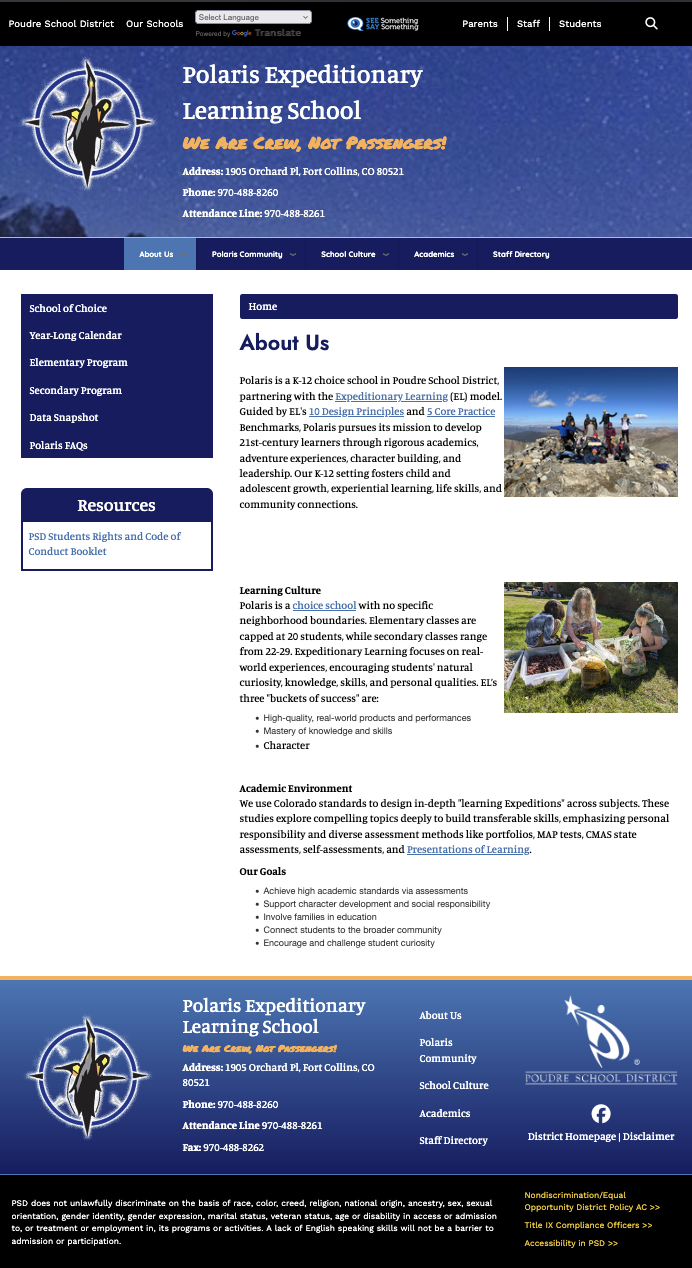 Poudre School District
Our Schools
Select Language
Powered by Google Translate
SEE Something
SAY Something
Parents
Staff
Students
Polaris Expeditionary
Learning School
We Are Crew, Not Passengers!
Address: 1905 Orchard Pl, Fort Collins, CO 80521
Phone: 970-488-8260
Attendance Line: 970-488-8261
About Us
Polaris Community
School Culture
Academics
Staff Directory
School of Choice
Year-Long Calendar
Elementary Program
Secondary Program
Data Snapshot
Polaris FAQs
Resources
PSD Students Rights and Code of
Conduct Booklet
Home
About Us
Polaris is a K-12 choice school in Poudre School District,
partnering with the Expeditionary Learning (EL) model.
Guided by EL's 10 Design Principles and 5 Core Practice
Benchmarks, Polaris pursues its mission to develop
21st-century learners through rigorous academics,
adventure experiences, character building, and
leadership. Our K-12 setting fosters child and
adolescent growth, experiential learning, life skills, and
community connections.
Learning Culture
Polaris is a choice school with no specific
neighborhood boundaries. Elementary classes are
capped at 20 students, while secondary classes range
from 22-29. Expeditionary Learning focuses on real-
world experiences, encouraging students' natural
curiosity, knowledge, skills, and personal qualities. EL's
three "buckets of success" are:
• High-quality, real-world products and performances
• Mastery of knowledge and skills
• Character
Academic Environment
We use Colorado standards to design in-depth "learning Expeditions" across subjects. These
studies explore compelling topics deeply to build transferable skills, emphasizing personal
responsibility and diverse assessment methods like portfolios, MAP tests, CMAS state
assessments, self-assessments, and Presentations of Learning.
Our Goals
• Achieve high academic standards via assessments
• Support character development and social responsibility
• Involve families in education
• Connect students to the broader community
• Encourage and challenge student curiosity
Polaris Expeditionary
Learning School
We Are Crew, Not Passengers!
Address: 1905 Orchard Pl, Fort Collins, CO
80521
Phone: 970-488-8260
Attendance Line 970-488-8261
Fax: 970-488-8262
About Us
Polaris
Community
School Culture
Academics
Staff Directory
®
POUDRE SCHOOL DISTRICT
District Homepage | Disclaimer
PSD does not unlawfully discriminate on the basis of race, color, creed, religion, national origin, ancestry, sex, sexual
orientation, gender identity, gender expression, marital status, veteran status, age or disability in access or admission
to, or treatment or employment in, its programs or activities. A lack of English speaking skills will not be a barrier to
admission or participation.
Nondiscrimination/Equal
Opportunity District Policy AC >>
Title IX Compliance Officers >>
Accessibility in PSD >>